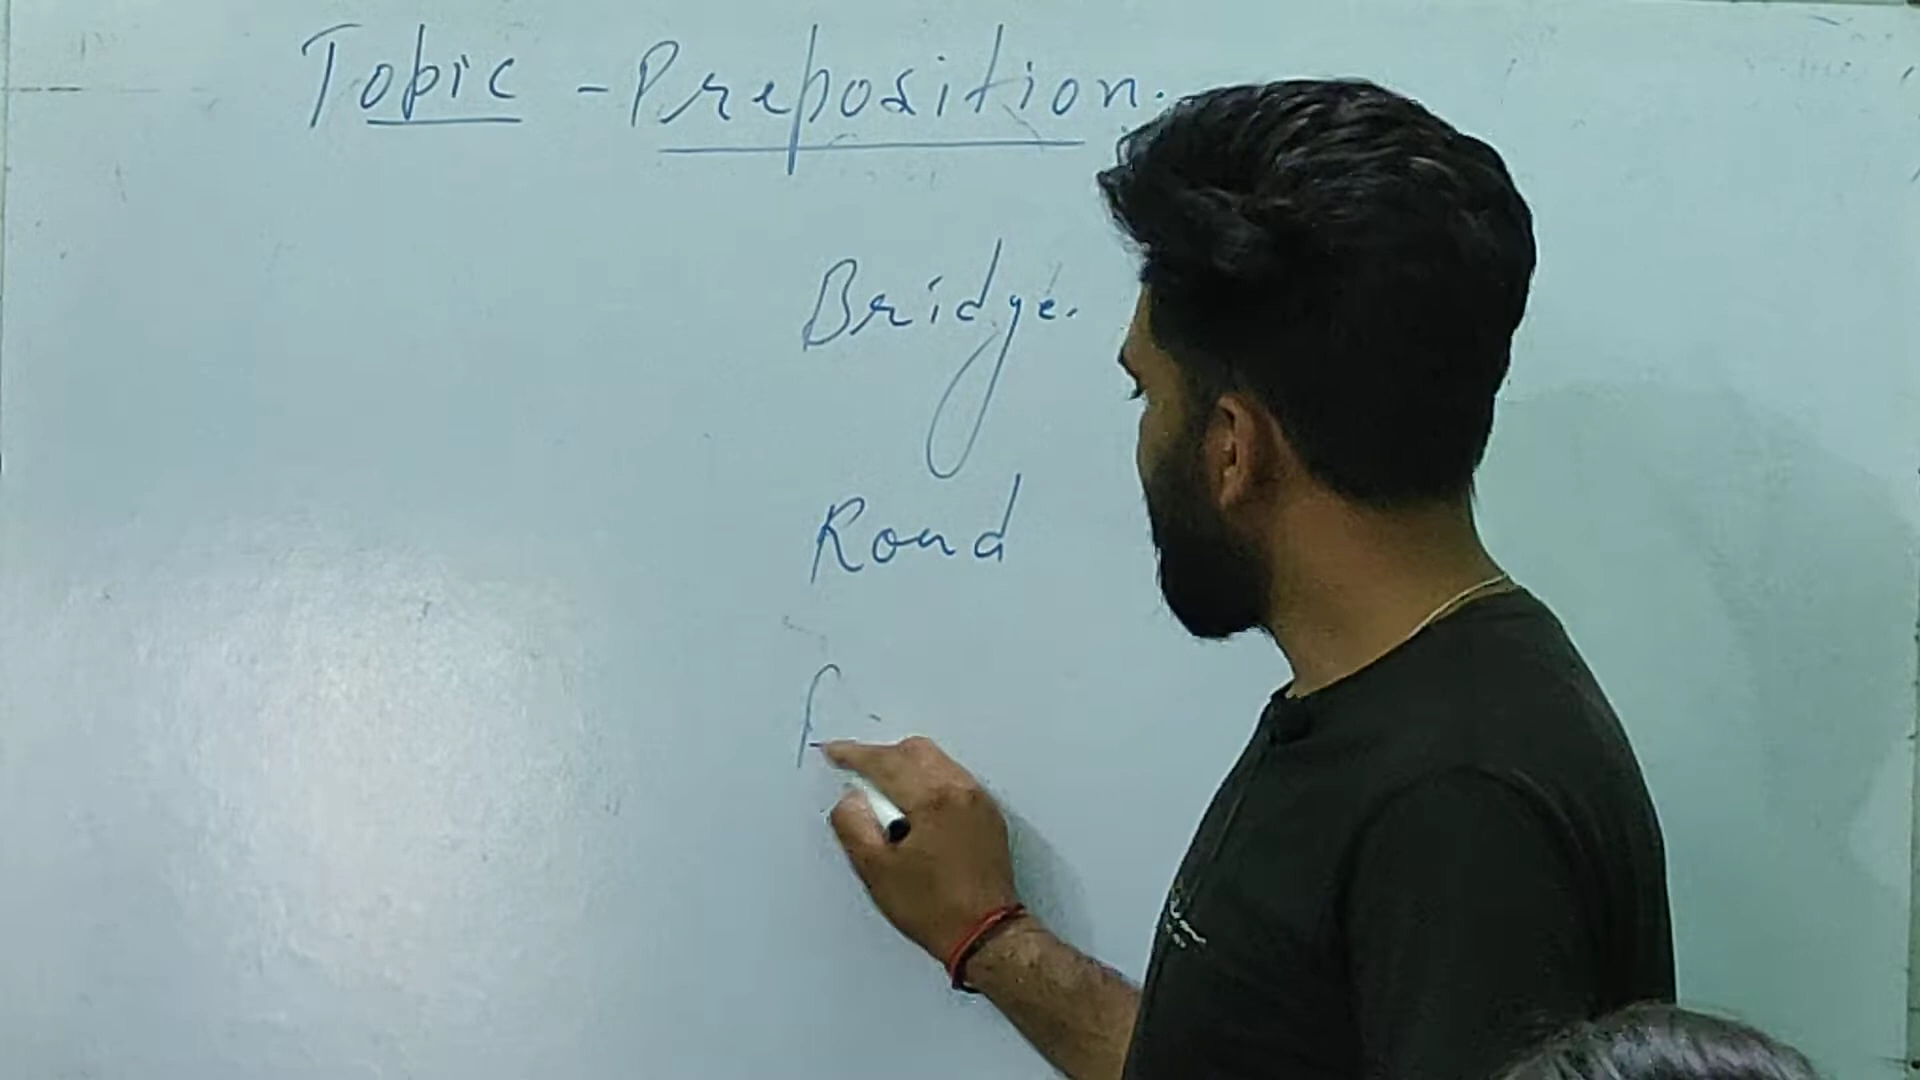 Topic - Preposition.
Bridge.
Road